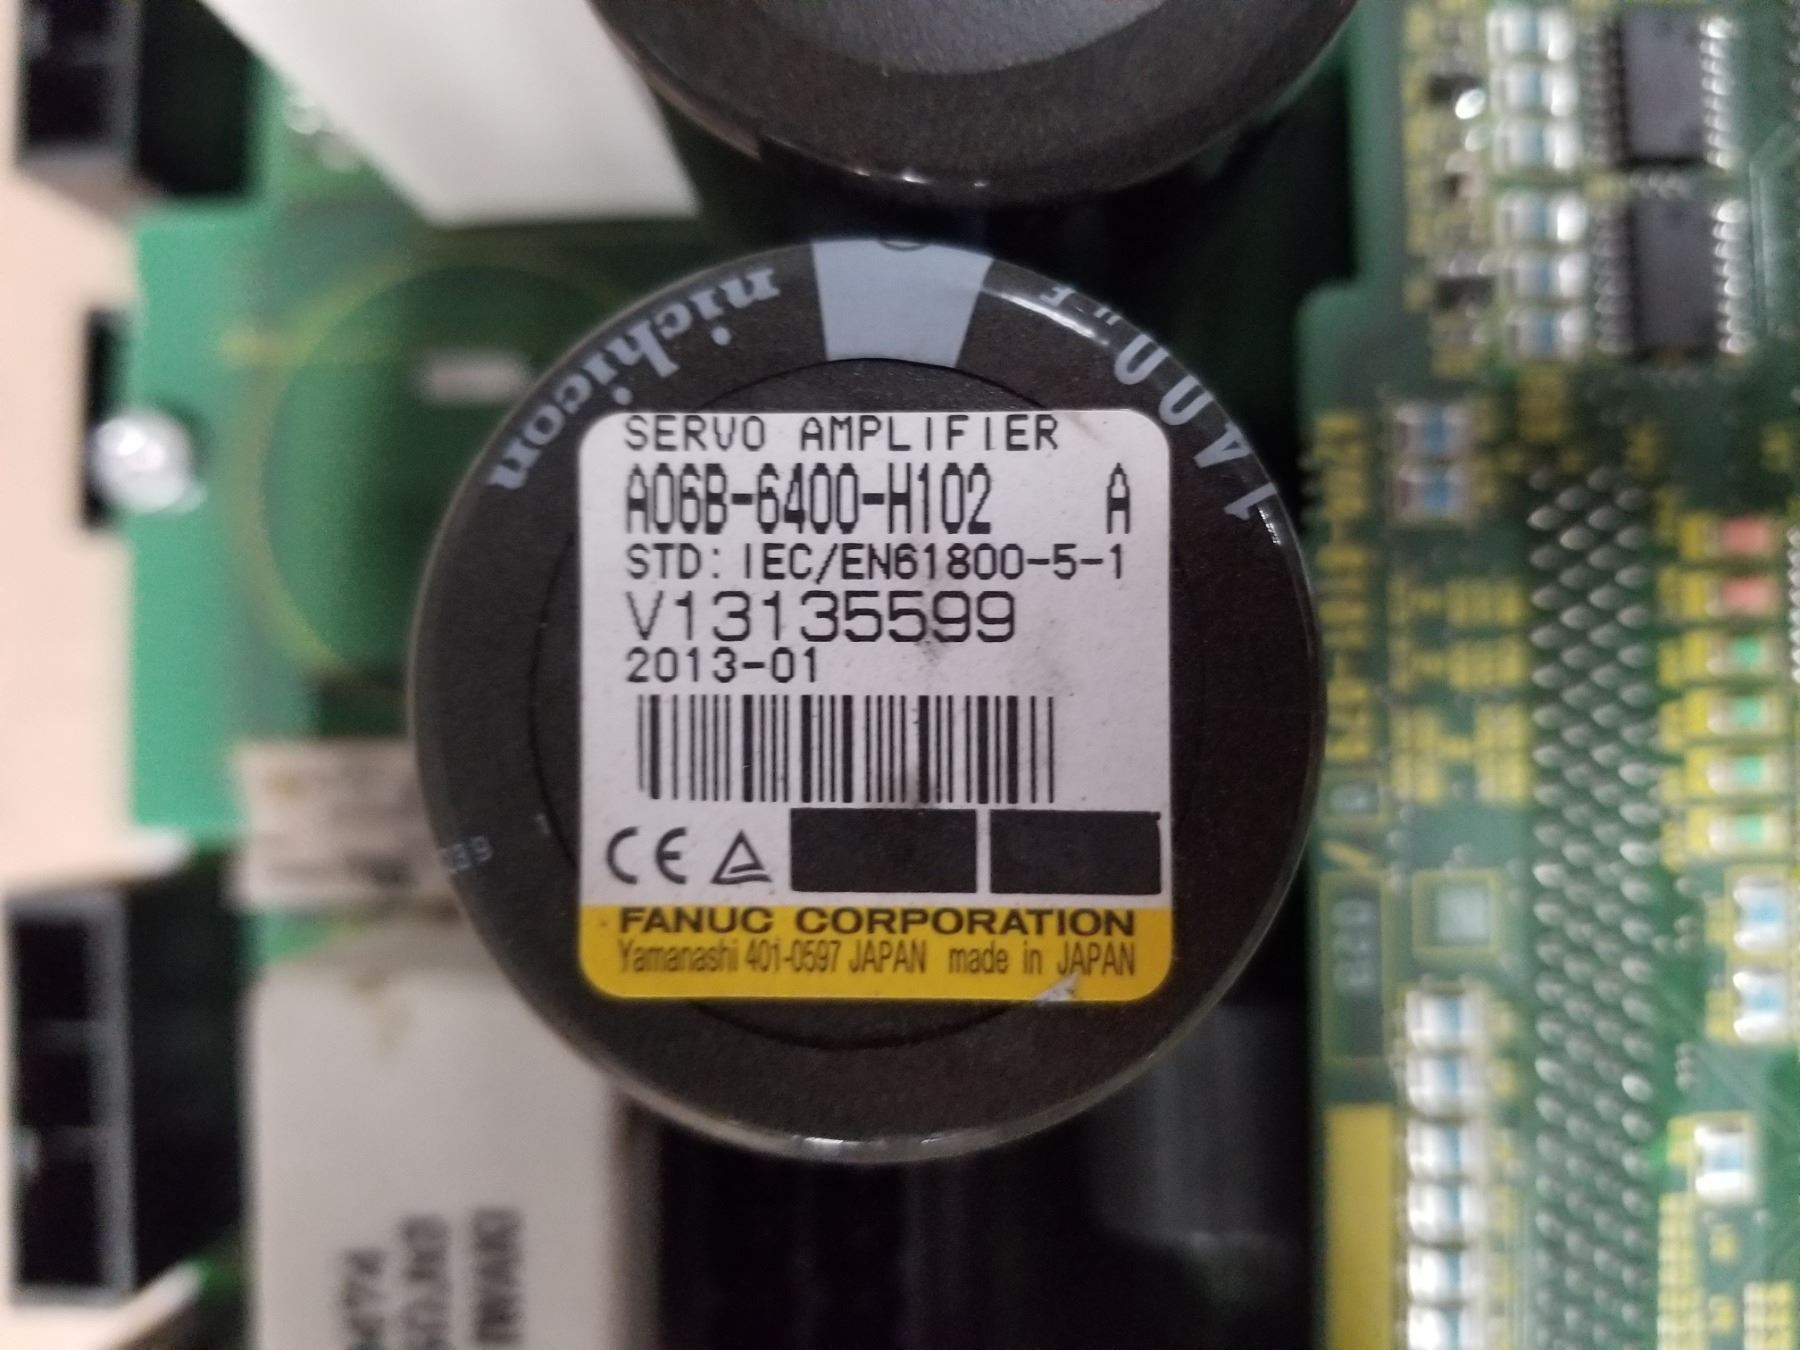 nichicon
1400µF
SERVO AMPLIFIER
A06B-6400-H102 A
STD: IEC/EN61800-5-1
V13135599
2013-01
CE
FANUC CORPORATION
Yamanashi 401-0597 JAPAN made in JAPAN